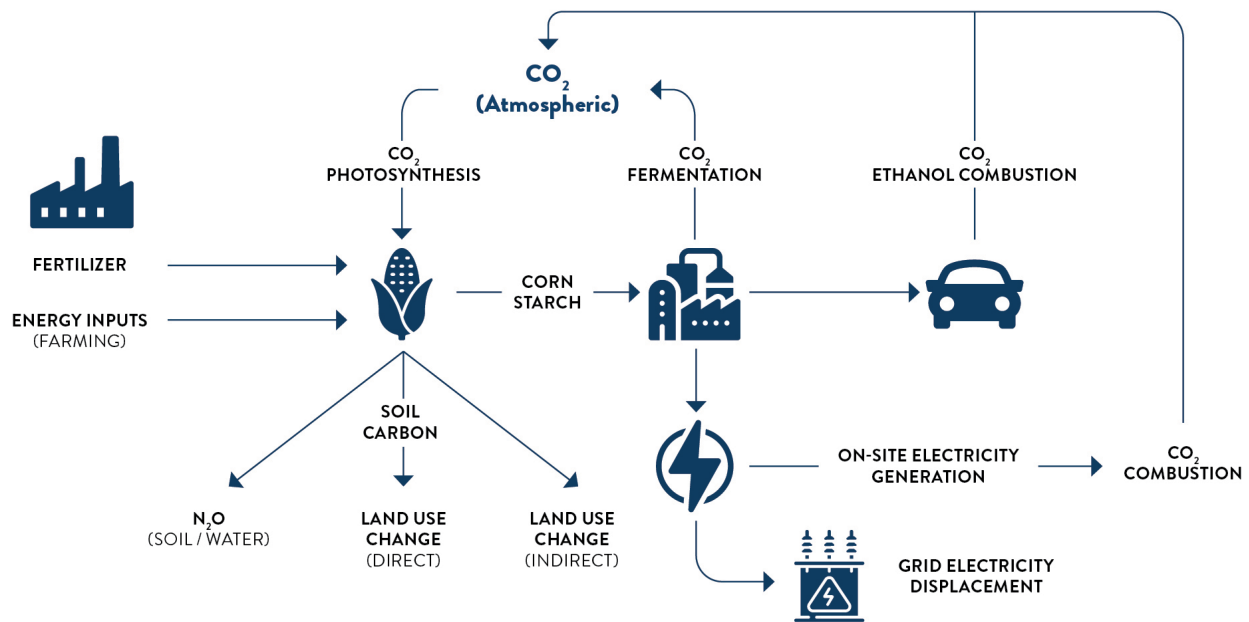 CO₂
(Atmospheric)
CO₂
PHOTOSYNTHESIS
CO₂
FERMENTATION
CO₂
ETHANOL COMBUSTION
FERTILIZER
ENERGY INPUTS
(FARMING)
CORN
STARCH
SOIL
CARBON
ON-SITE ELECTRICITY
GENERATION
CO₂
COMBUSTION
N₂O
(SOIL / WATER)
LAND USE
CHANGE
(DIRECT)
LAND USE
CHANGE
(INDIRECT)
GRID ELECTRICITY
DISPLACEMENT